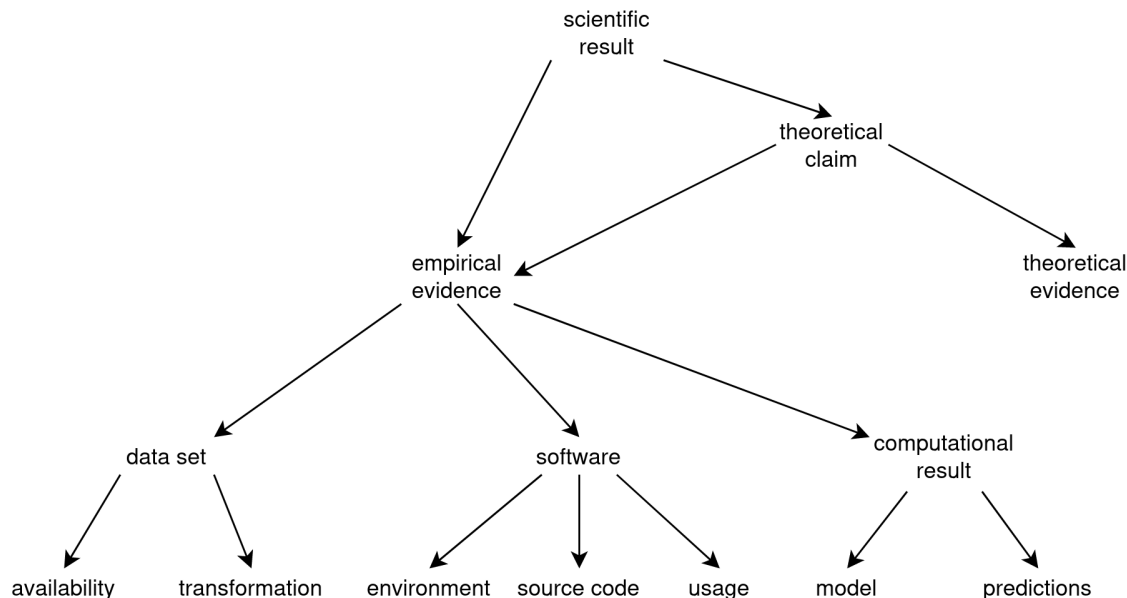 scientific
result
theoretical
claim
empirical
evidence
theoretical
evidence
data set
software
computational
result
availability
transformation
environment
source code
usage
model
predictions